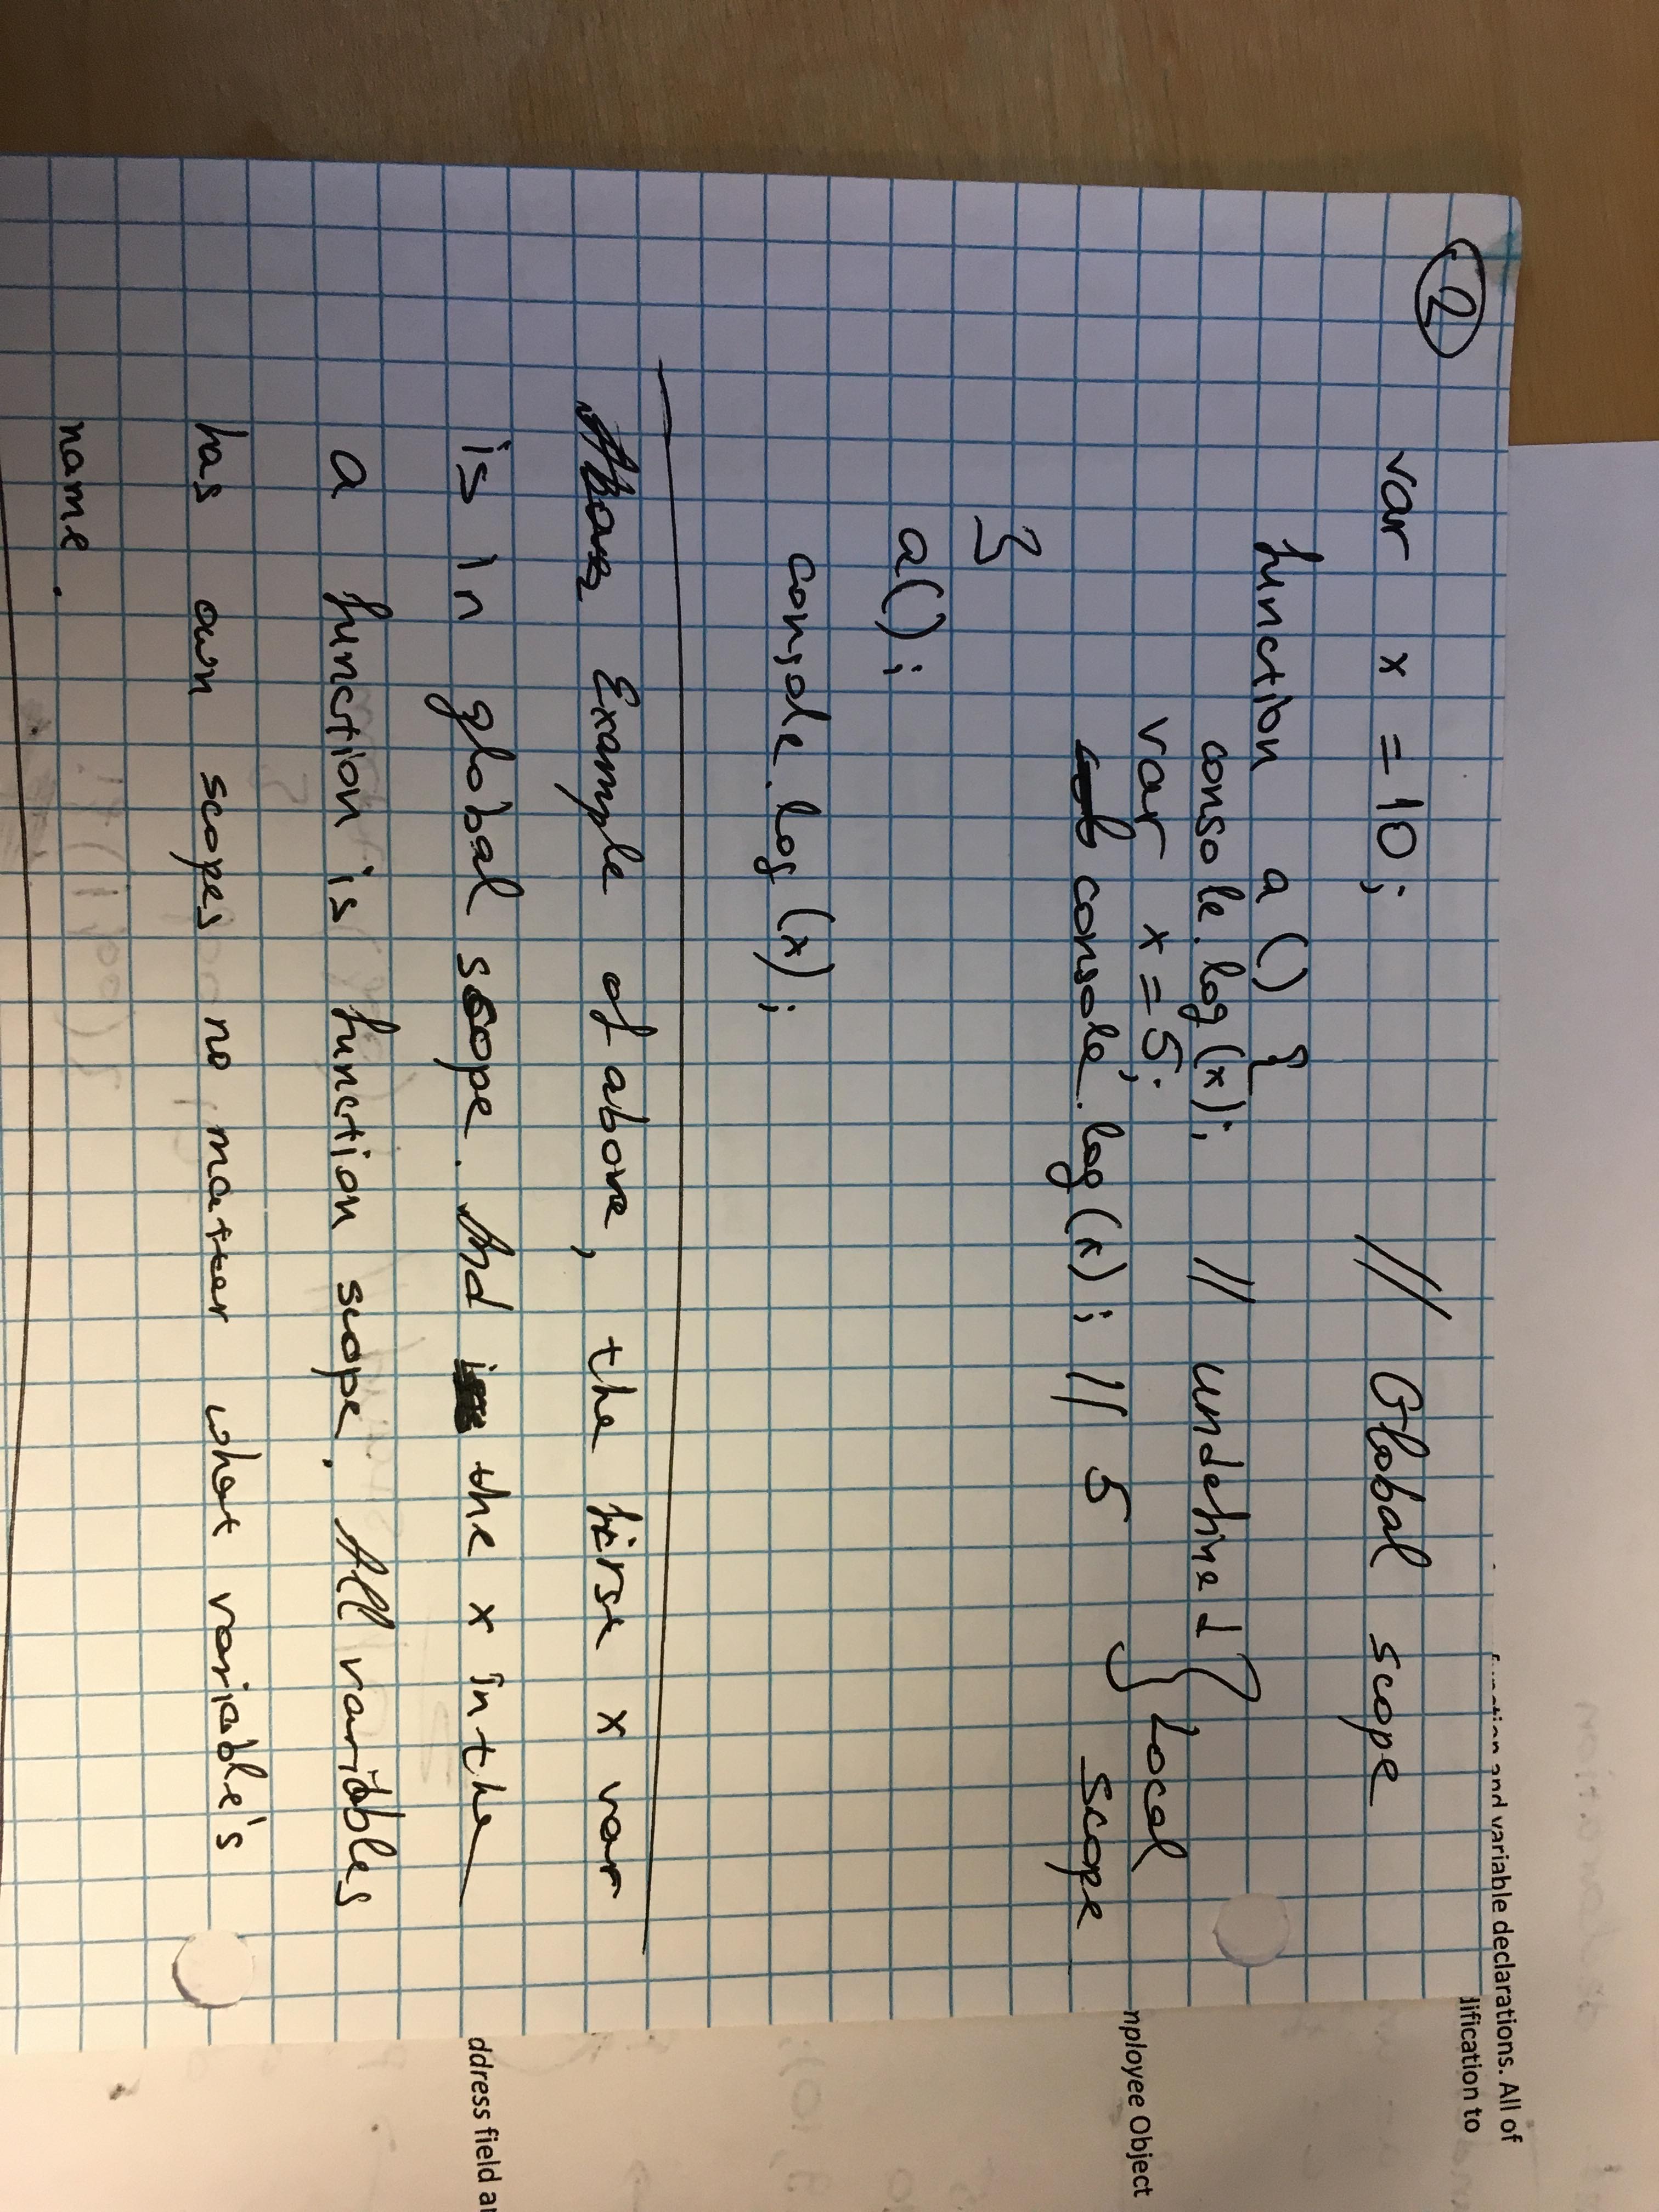 declaration
function and variable declarations. All of
dification to
2
var x = 10; // Global scope
function a () {
console.log(x); // undefined } Local
var x = 5;
nployee Object
console.log(x); // 5 scope
}
a();
console.log(x);
Example of above, the first x var
is in global scope. And the x in the
ddress field
a function is function scope. All variables
has own scopes no matter what variable's
name.